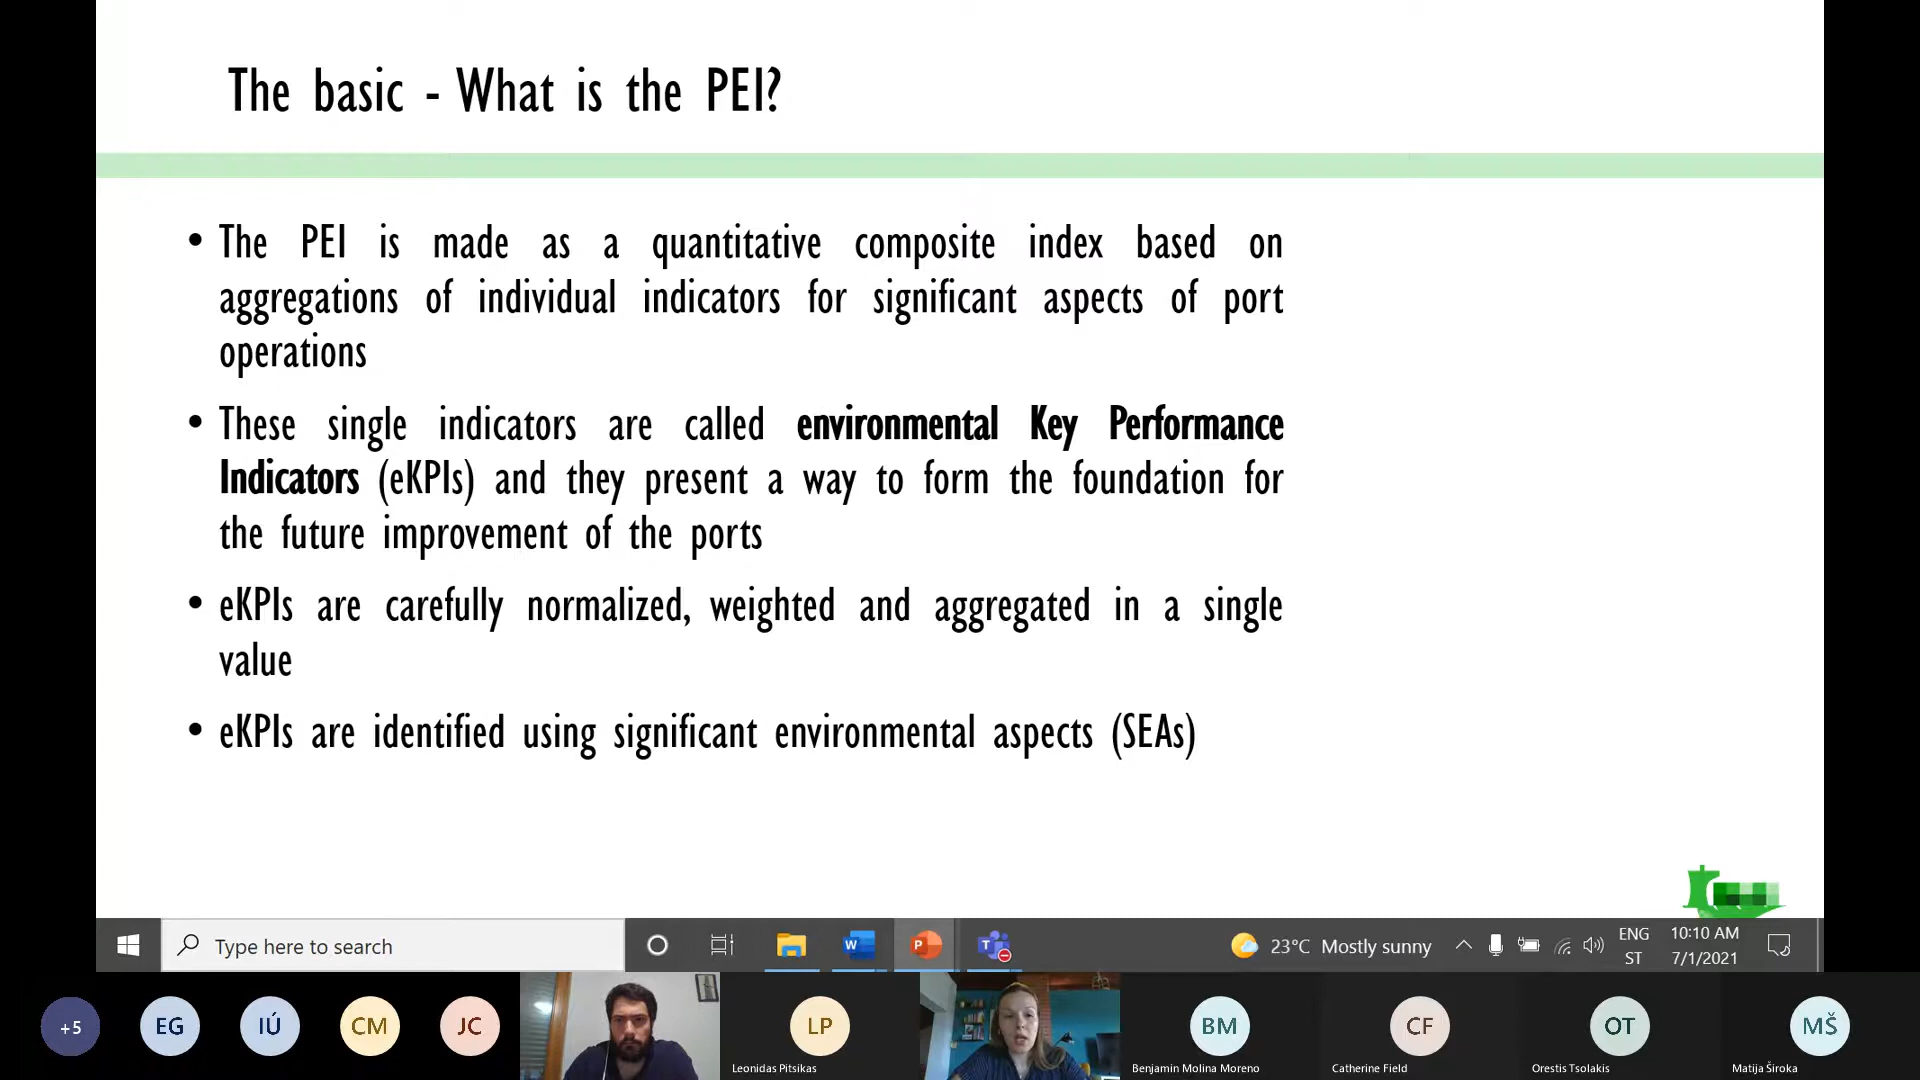 The basic - What is the PEI?
• The PEI is made as a quantitative composite index based on
aggregations of individual indicators for significant aspects of port
operations
• These single indicators are called environmental Key Performance
Indicators (eKPIs) and they present a way to form the foundation for
the future improvement of the ports
• eKPIs are carefully normalized, weighted and aggregated in a single
value
• eKPIs are identified using significant environmental aspects (SEAs)
Type here to search
23°C Mostly sunny
ENG
ST
10:10 AM
7/1/2021
+5
EG
IÚ
CM
JC
LP
Leonidas Pitsikas
BM
Benjamin Molina Moreno
CF
Catherine Field
OT
Orestis Tsolakis
MŠ
Matija Široka